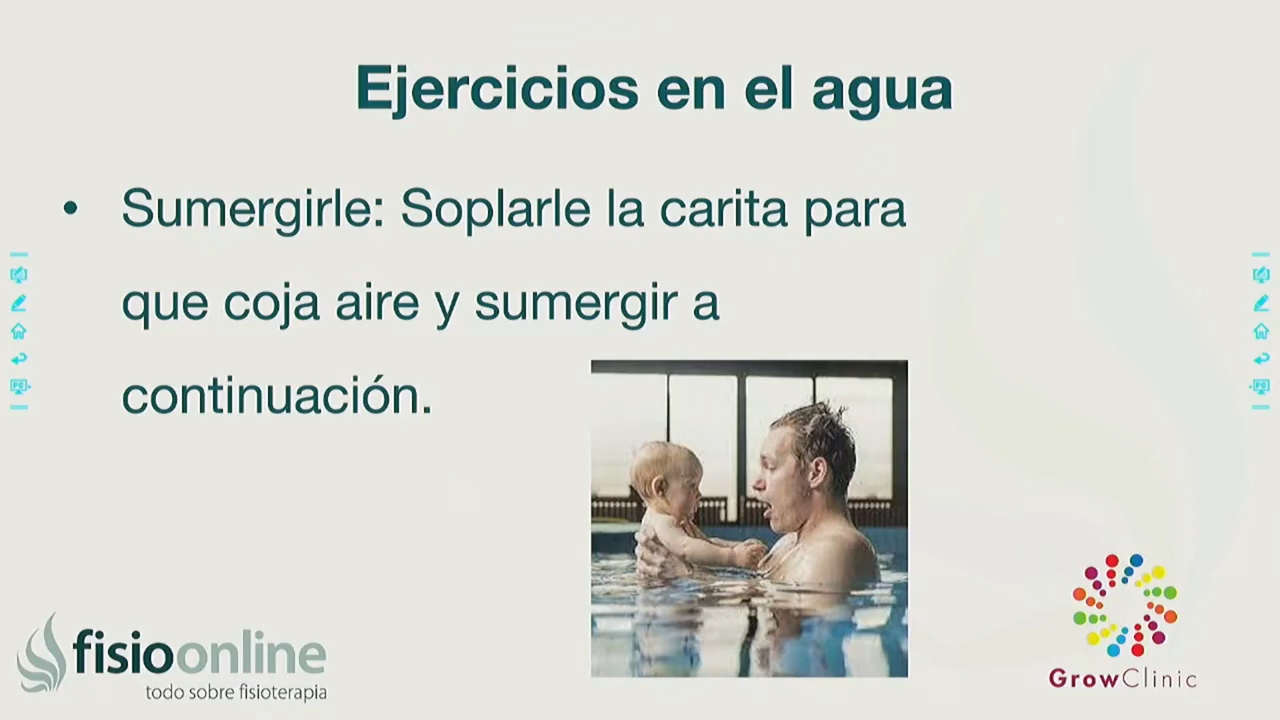 Ejercicios en el agua
• Sumergirle: Soplarle la carita para
que coja aire y sumergir a
continuación.
fisioonline
todo sobre fisioterapia
GrowClinic